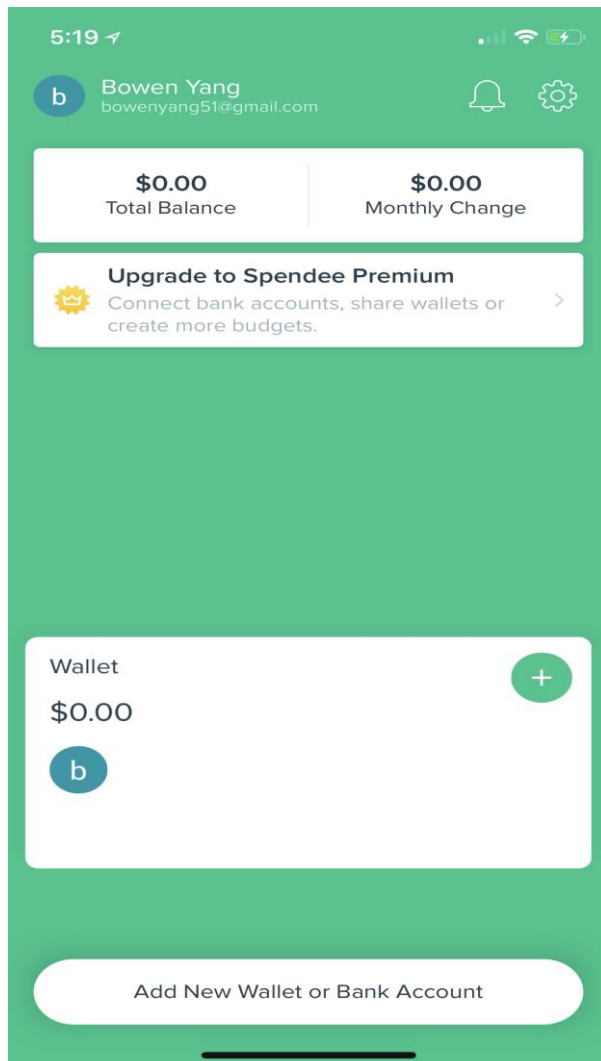 5:19
b
Bowen Yang
bowenyang51@gmail.com
$0.00
Total Balance
$0.00
Monthly Change
Upgrade to Spendee Premium
Connect bank accounts, share wallets or
create more budgets.
Wallet
+
$0.00
b
Add New Wallet or Bank Account